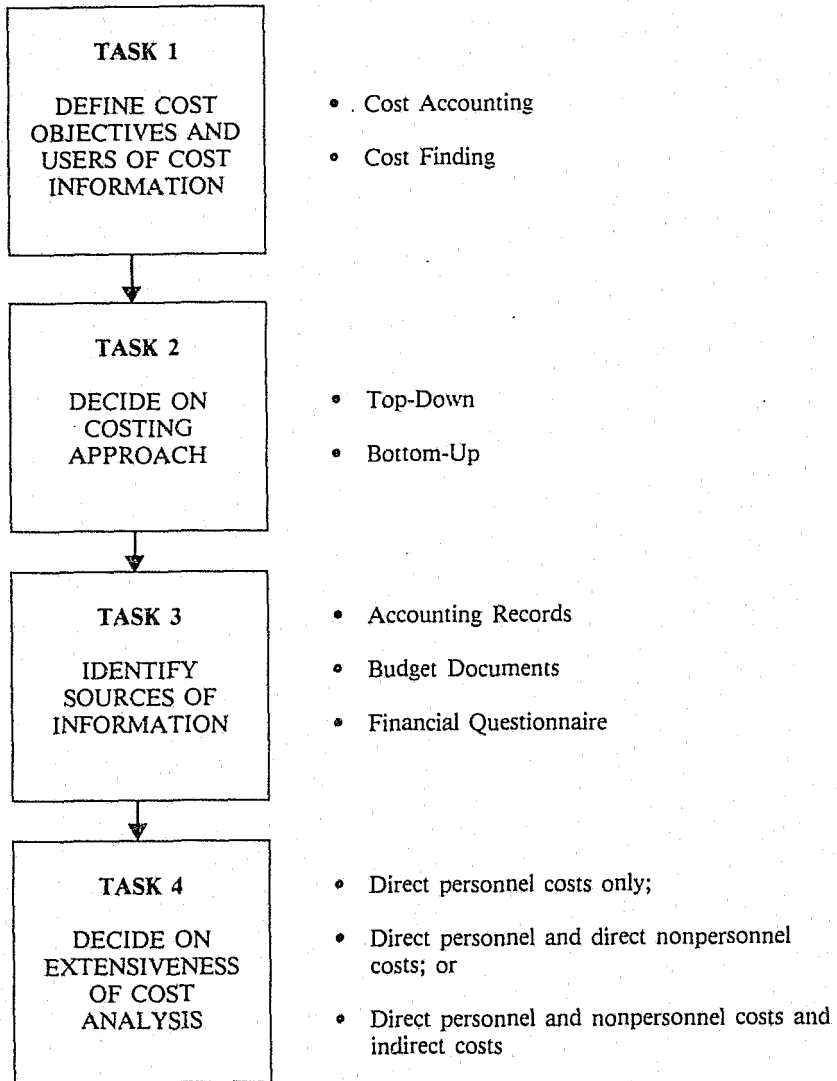 TASK 1
DEFINE COST
OBJECTIVES AND
USERS OF COST
INFORMATION
• Cost Accounting
• Cost Finding
TASK 2
DECIDE ON
COSTING
APPROACH
• Top-Down
• Bottom-Up
TASK 3
IDENTIFY
SOURCES OF
INFORMATION
• Accounting Records
• Budget Documents
• Financial Questionnaire
TASK 4
DECIDE ON
EXTENSIVENESS
OF COST
ANALYSIS
• Direct personnel costs only;
• Direct personnel and direct nonpersonnel
costs; or
• Direct personnel and nonpersonnel costs and
indirect costs